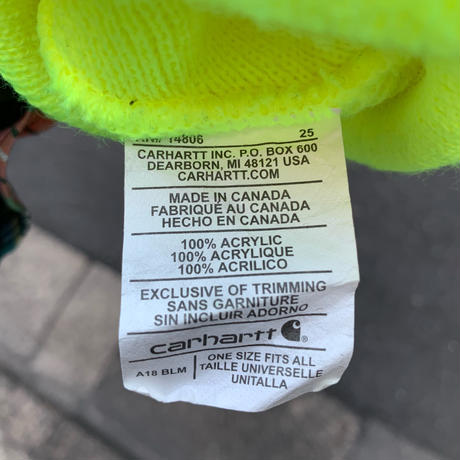 RN# 14806 25
CARHARTT INC. P.O. BOX 600
DEARBORN, MI 48121 USA
CARHARTT.COM
MADE IN CANADA
FABRIQUÉ AU CANADA
HECHO EN CANADA
100% ACRYLIC
100% ACRYLIQUE
100% ACRILICO
EXCLUSIVE OF TRIMMING
SANS GARNITURE
SIN INCLUIR ADORNO
carhartt
A18 BLM
ONE SIZE FITS ALL
TAILLE UNIVERSELLE
UNITALLA